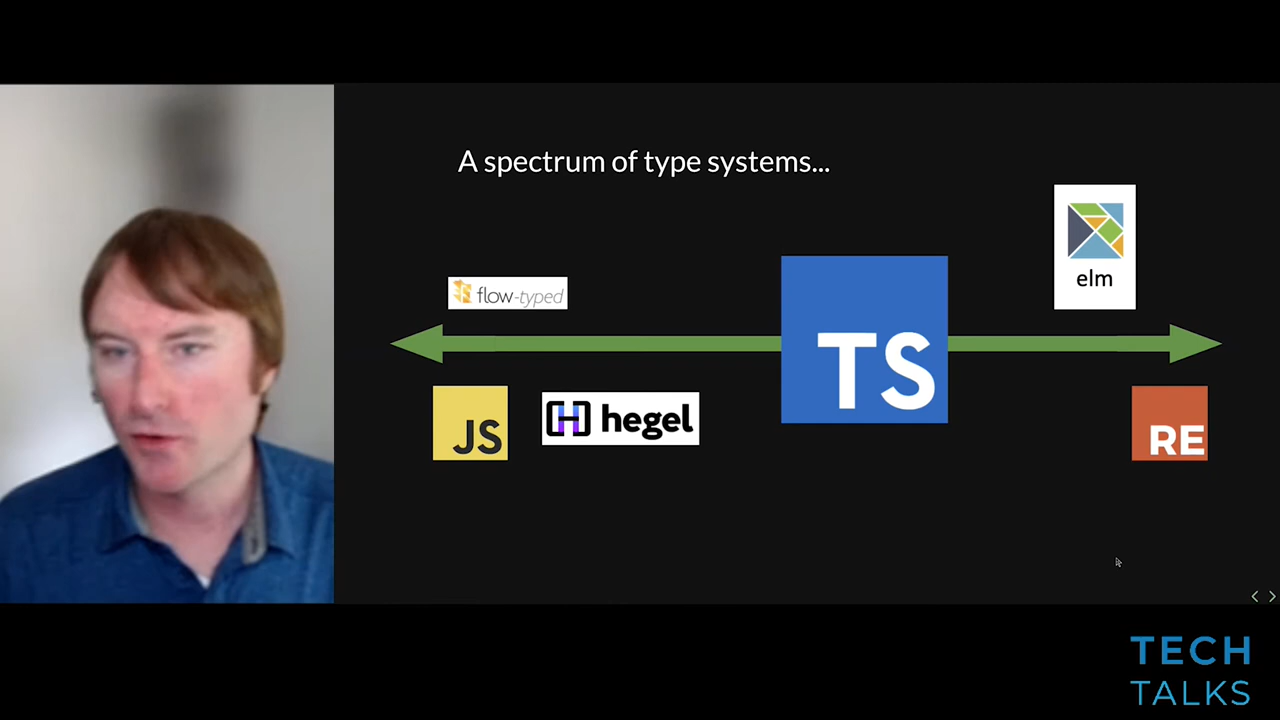 A spectrum of type systems...
elm
flow-typed
TS
JS
hegel
RE
TECH
TALKS